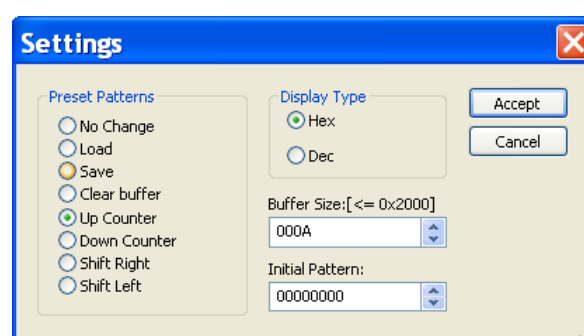 Settings
Preset Patterns
No Change
Load
Save
Clear buffer
Up Counter
Down Counter
Shift Right
Shift Left
Display Type
Hex
Dec
Buffer Size:[<= 0x2000]
000A
Initial Pattern:
00000000
Accept
Cancel